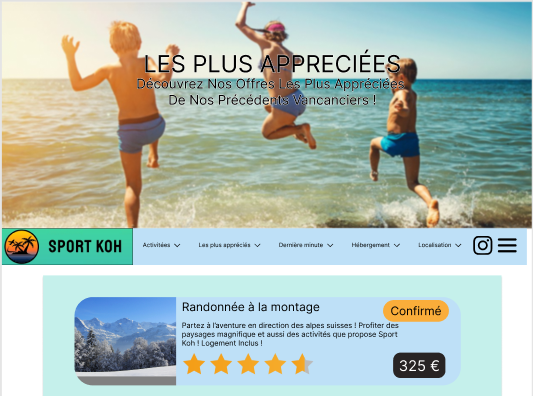 LES PLUS APPRECIÉES
Découvrez Nos Offres Les Plus Appréciées
De Nos Précédents Vancanciers !
SPORT KOH
Activitées
Les plus appréciés
Dernière minute
Hébergement
Localisation
Randonnée à la montage
Confirmé
Partez à l'aventure en direction des alpes suisses ! Profiter des
paysages magnifique et aussi des activités que propose Sport
Koh ! Logement Inclus !
325 €